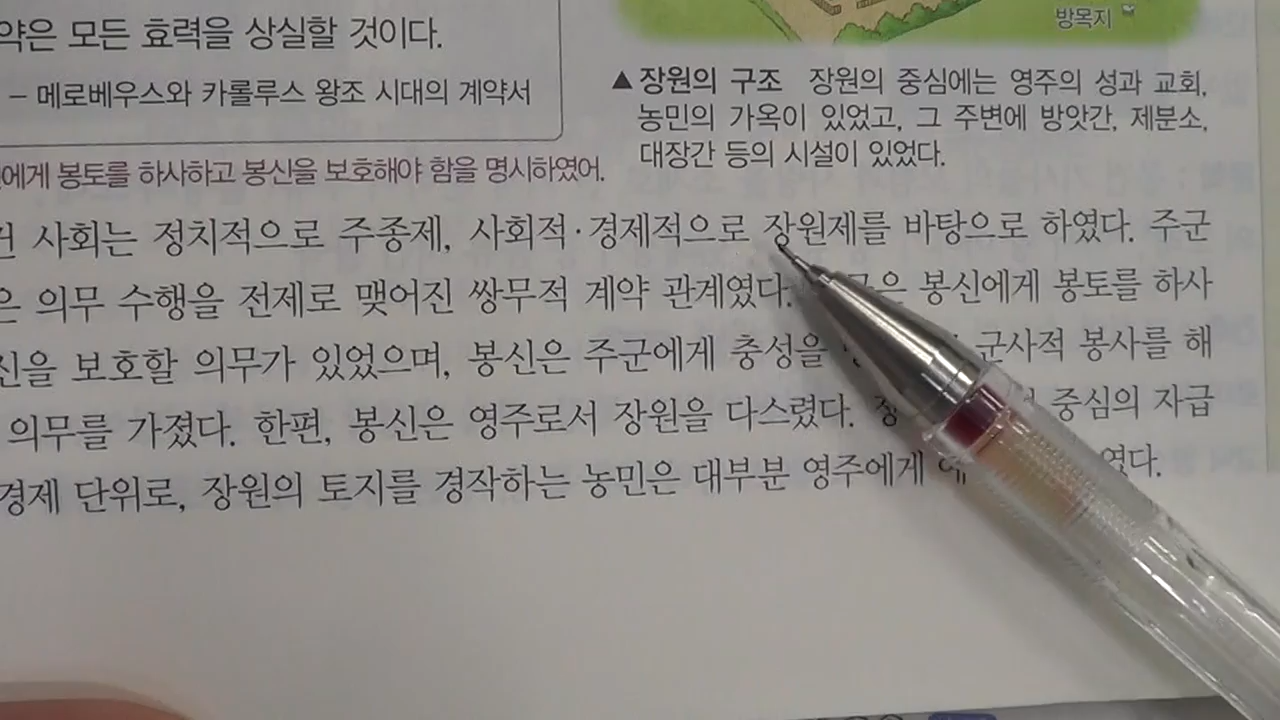 약은 모든 효력을 상실할 것이다.
- 메로베우스와 카롤루스 왕조 시대의 계약서
에게 봉토를 하사하고 봉신을 보호해야 함을 명시하였어.
방목지
▲장원의 구조 장원의 중심에는 영주의 성과 교회,
농민의 가옥이 있었고, 그 주변에 방앗간, 제분소,
대장간 등의 시설이 있었다.
사회는 정치적으로 주종제, 사회적·경제적으로 장원제를 바탕으로 하였다. 주군
은 의무 수행을 전제로 맺어진 쌍무적 계약 관계였다. 봉신에게 봉토를 하사
신을 보호할 의무가 있었으며, 봉신은 주군에게 충성을 군사적 봉사를 해
의무를 가졌다. 한편, 봉신은 영주로서 장원을 다스렸다. 중심의 자급
경제 단위로, 장원의 토지를 경작하는 농민은 대부분 영주에게 였다.